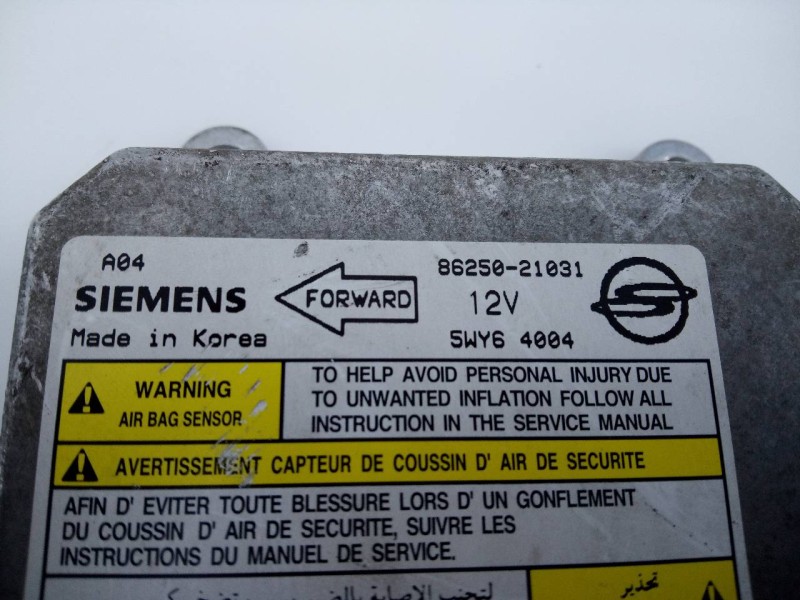 A04
86250-21031
SIEMENS
FORWARD
12V
Made in Korea
5WY6 4004
WARNING
AIR BAG SENSOR
TO HELP AVOID PERSONAL INJURY DUE
TO UNWANTED INFLATION FOLLOW ALL
INSTRUCTION IN THE SERVICE MANUAL
AVERTISSEMENT CAPTEUR DE COUSSIN D' AIR DE SECURITE
AFIN D' EVITER TOUTE BLESSURE LORS D' UN GONFLEMENT
DU COUSSIN D' AIR DE SECURITE, SUIVRE LES
INSTRUCTIONS DU MANUEL DE SERVICE.
تحذير
لتجنب الإصابة